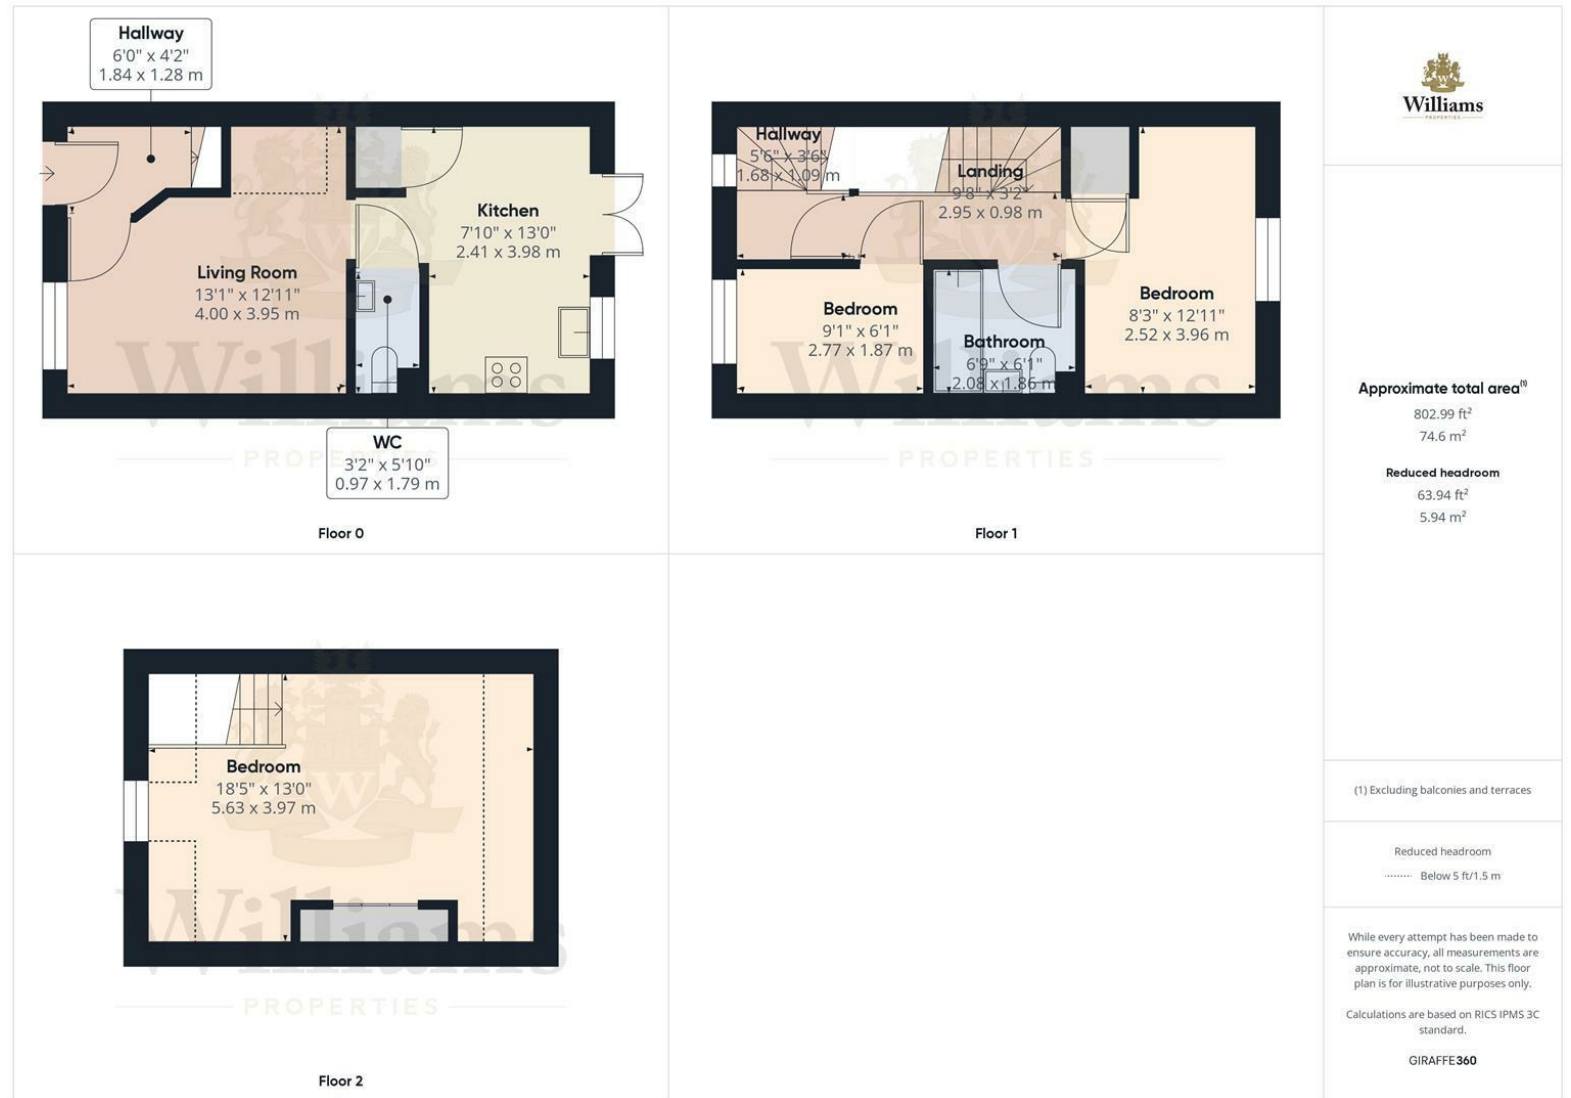 Hallway
6'0" x 4'2"
1.84 x 1.28 m
Living Room
13'1" x 12'11"
4.00 x 3.95 m
Kitchen
7'10" x 13'0"
2.41 x 3.98 m
WC
3'2" x 5'10"
0.97 x 1.79 m
Williams
PROPERTIES
Floor 0
Hallway
5'6" x 3'6"
1.68 x 1.09 m
Landing
9'8" x 3'2"
2.95 x 0.98 m
Bedroom
9'1" x 6'1"
2.77 x 1.87 m
Bathroom
6'9" x 6'1"
2.08 x 1.86 m
Bedroom
8'3" x 12'11"
2.52 x 3.96 m
Williams
PROPERTIES
Floor 1
Bedroom
18'5" x 13'0"
5.63 x 3.97 m
Williams
PROPERTIES
Floor 2
Williams
PROPERTIES
Approximate total area(1)
802.99 ft²
74.6 m²
Reduced headroom
63.94 ft²
5.94 m²
(1) Excluding balconies and terraces
Reduced headroom
Below 5 ft/1.5 m
While every attempt has been made to
ensure accuracy, all measurements are
approximate, not to scale. This floor
plan is for illustrative purposes only.
Calculations are based on RICS IPMS 3C
standard.
GIRAFFE360